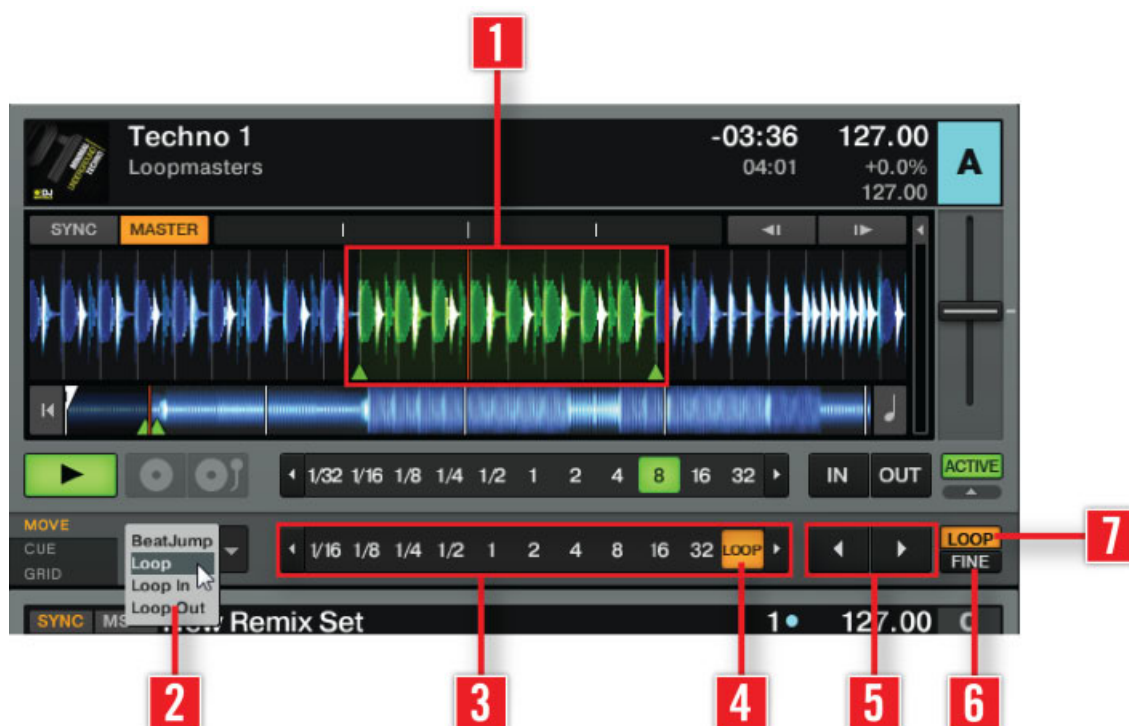 1
Techno 1 -03:36 127.00 A
Loopmasters 04:01 +0.0%
127.00
SYNC MASTER
1/32 1/16 1/8 1/4 1/2 1 2 4 8 16 32 IN OUT ACTIVE
MOVE
CUE
GRID
BeatJump
Loop
Loop In
Loop Out
1/16 1/8 1/4 1/2 1 2 4 8 16 32 LOOP
LOOP
FINE
7
SYNC MS New Remix Set 1 127.00 C
2 3 4 5 6